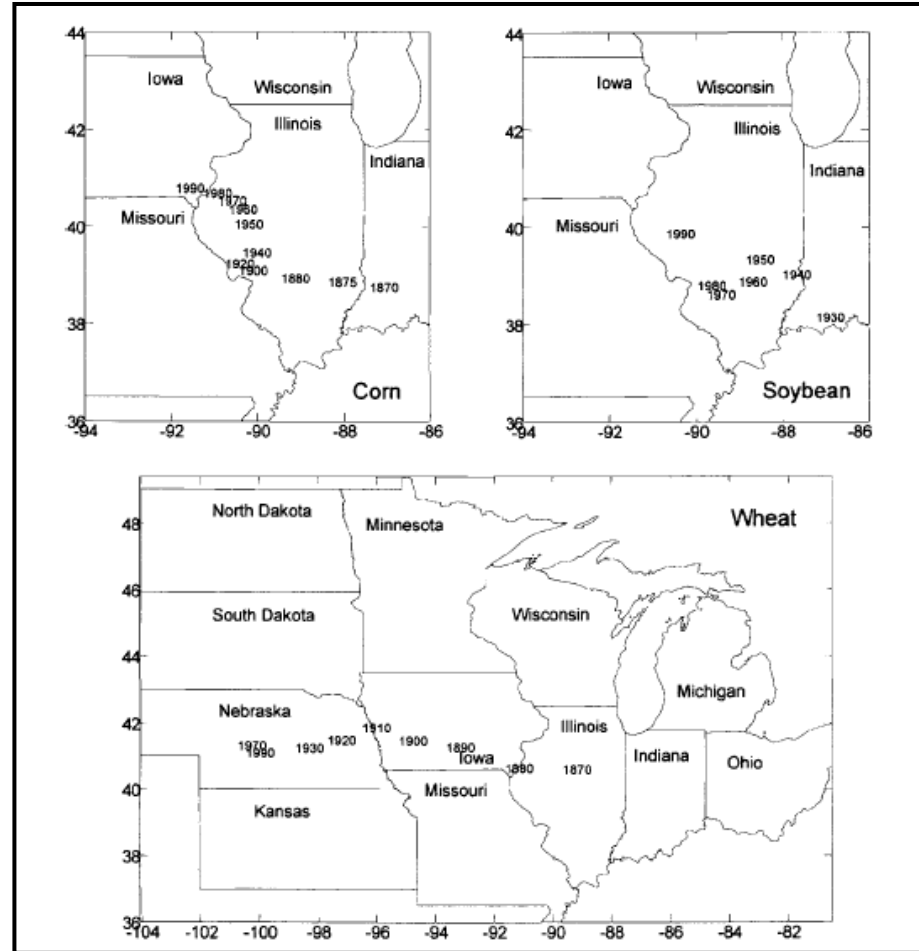 44
Iowa
Wisconsin
42
Illinois
Indiana
1990
1980
1970
1960
1950
Missouri
40
1940
1920
1900
1880
1875
1870
38
Corn
36
-94
-92
-90
-88
-86
44
Iowa
Wisconsin
42
Illinois
Indiana
Missouri
40
1990
1950
1940
1960
1980
1970
1930
38
Soybean
36
-94
-92
-90
-88
-86
North Dakota
Minnesota
Wheat
48
46
South Dakota
Wisconsin
44
Michigan
42
Nebraska
Illinois
1910
1970
1990
1930
1920
1900
1890
Iowa
1880
1870
Indiana
Ohio
40
Missouri
Kansas
38
36
-104
-102
-100
-98
-96
-94
-92
-90
-88
-86
-84
-82